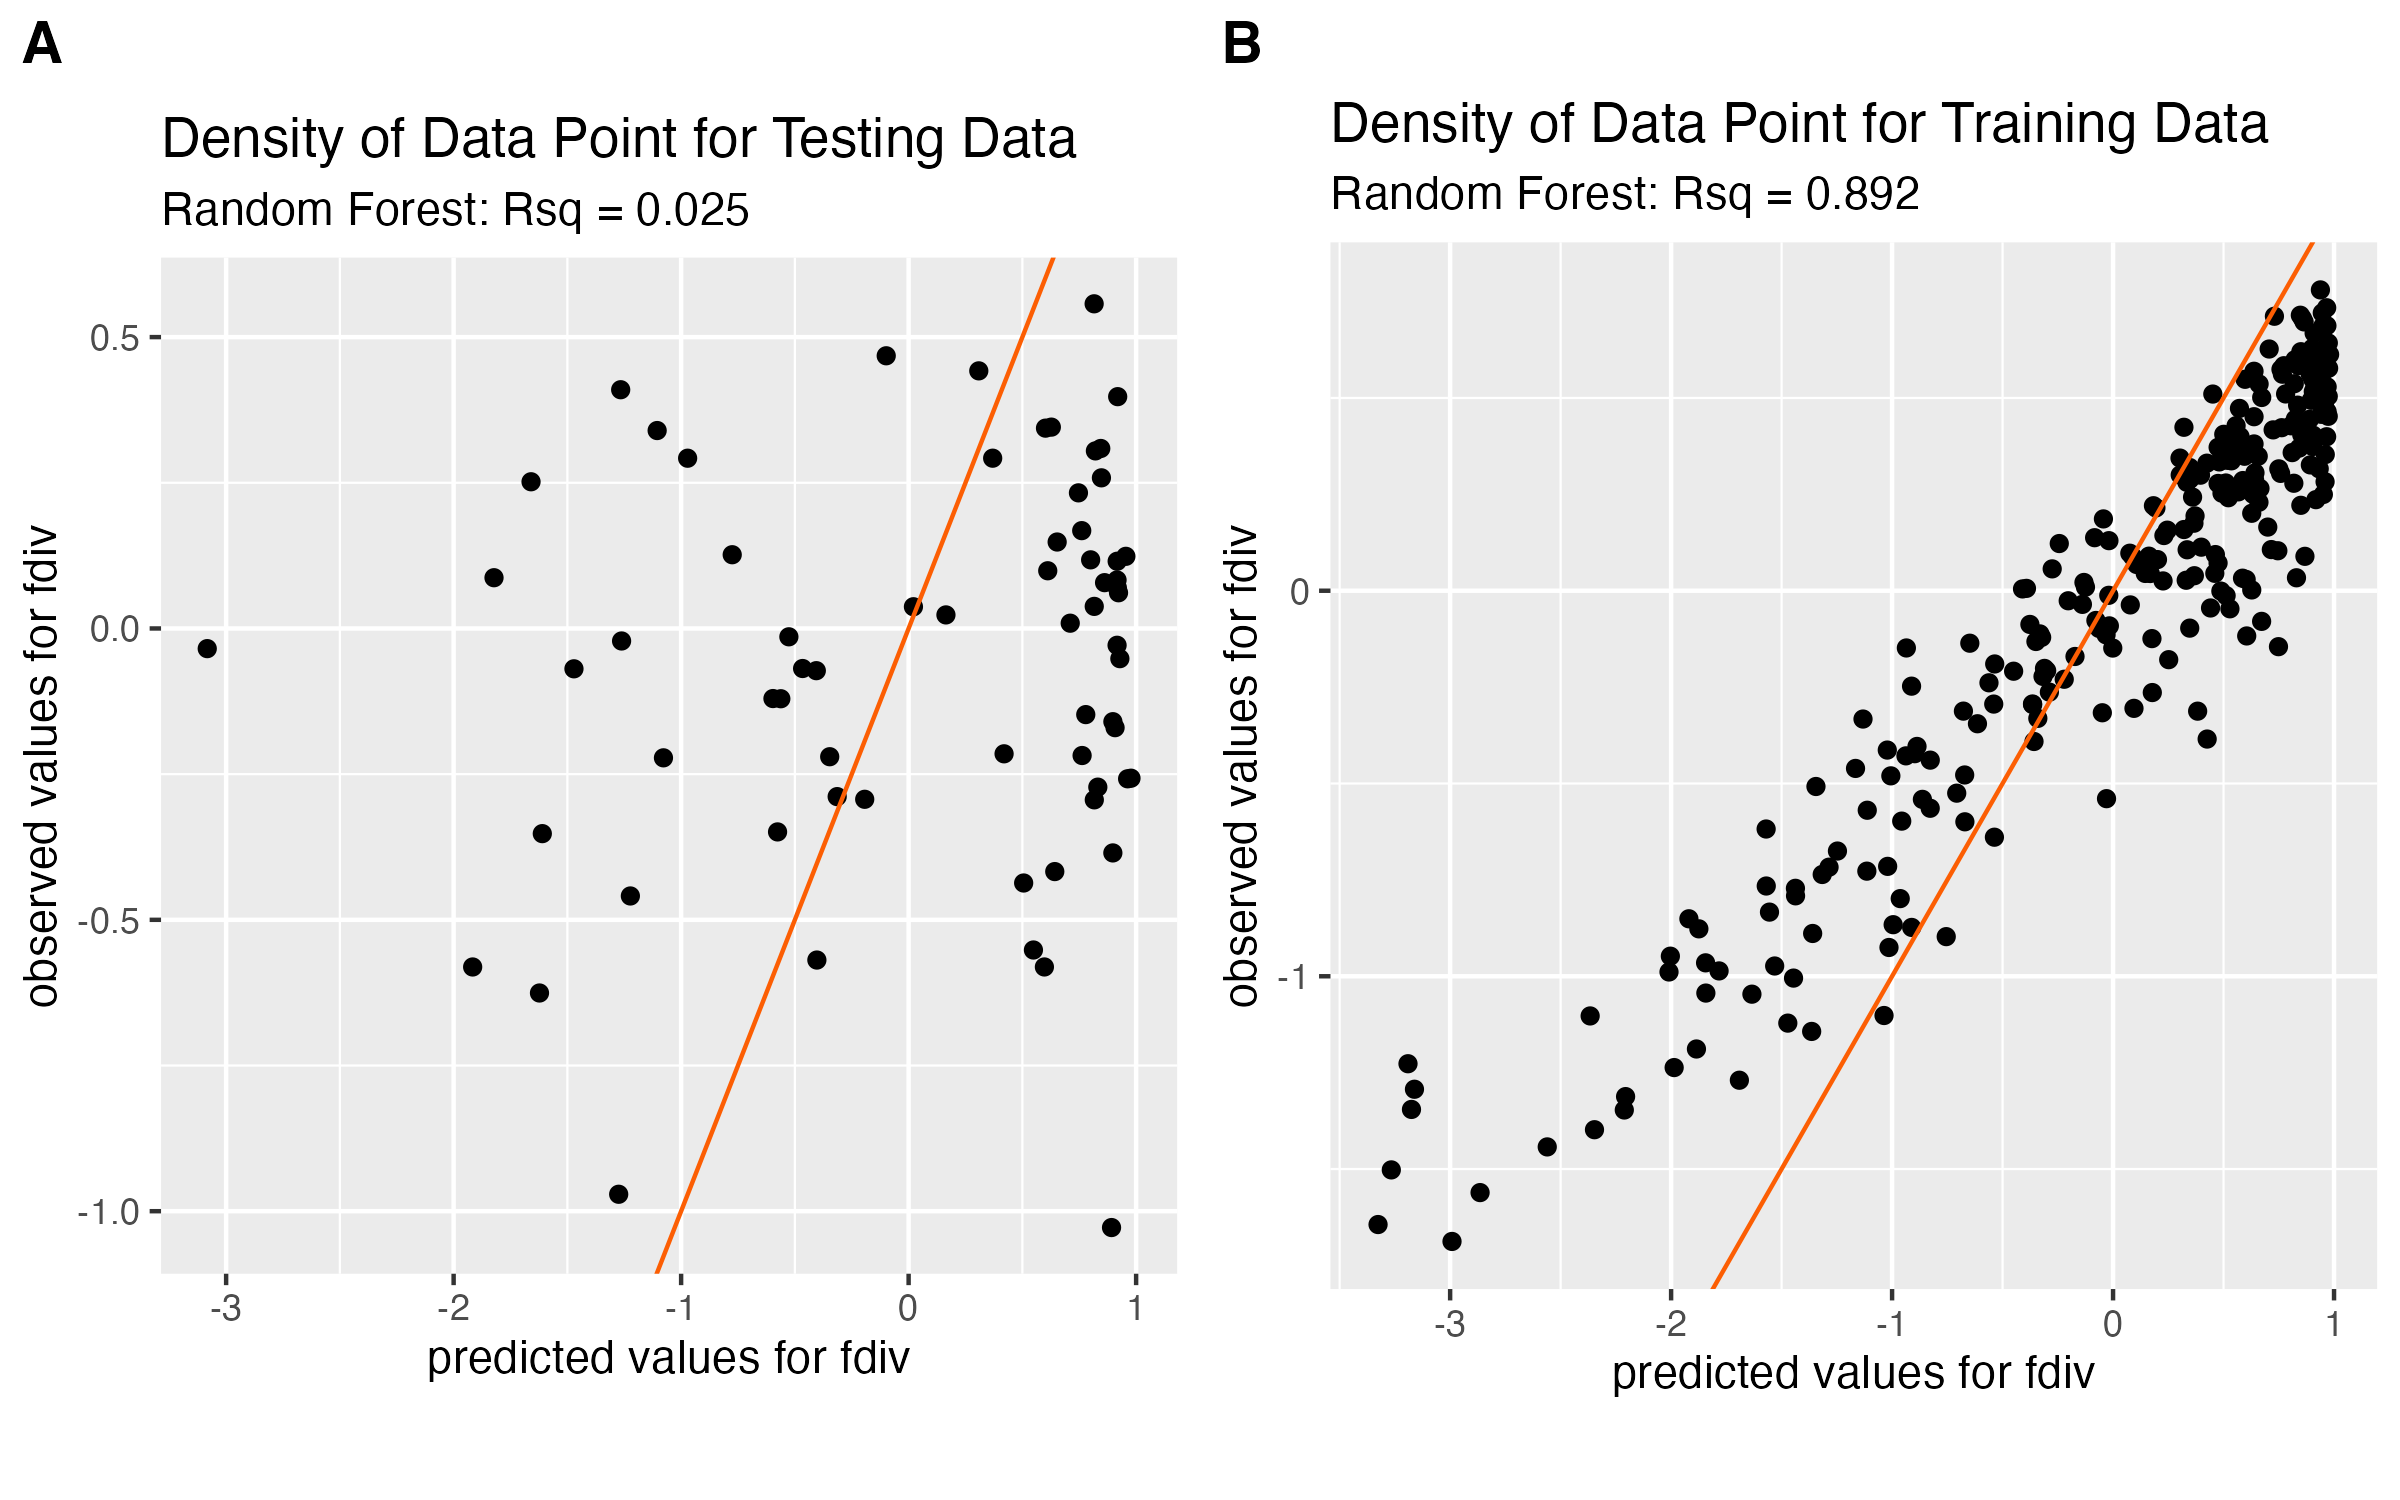 A
Density of Data Point for Testing Data
Random Forest: Rsq = 0.025
observed values for fdiv
0.5
0.0
-0.5
-1.0
-3 -2 -1 0 1
predicted values for fdiv
B
Density of Data Point for Training Data
Random Forest: Rsq = 0.892
observed values for fdiv
0
-1
-3 -2 -1 0 1
predicted values for fdiv